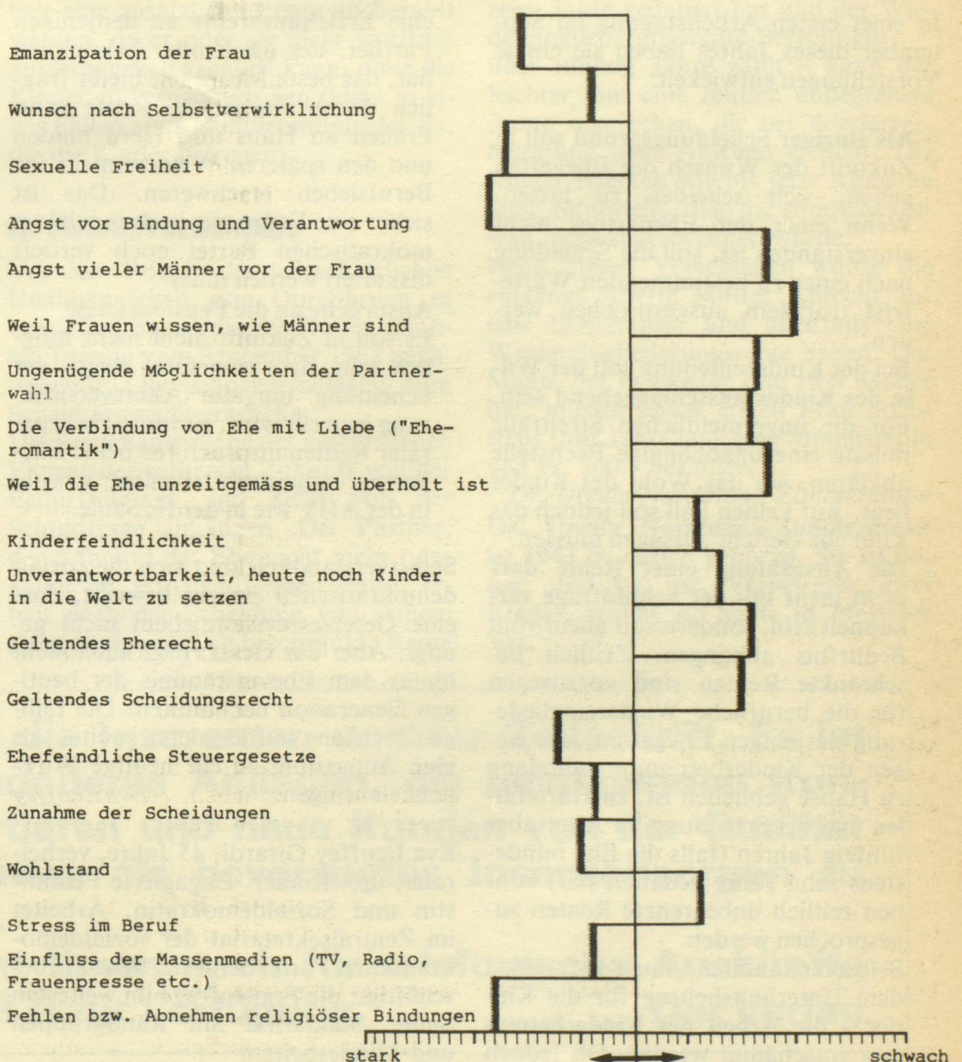 Emanzipation der Frau
Wunsch nach Selbstverwirklichung
Sexuelle Freiheit
Angst vor Bindung und Verantwortung
Angst vieler Männer vor der Frau
Weil Frauen wissen, wie Männer sind
Ungenügende Möglichkeiten der Partner-
wahl
Die Verbindung von Ehe mit Liebe ("Ehe-
romantik")
Weil die Ehe unzeitgemäss und überholt ist
Kinderfeindlichkeit
Unverantwortbarkeit, heute noch Kinder
in die Welt zu setzen
Geltendes Eherecht
Geltendes Scheidungsrecht
Ehefeindliche Steuergesetze
Zunahme der Scheidungen
Wohlstand
Stress im Beruf
Einfluss der Massenmedien (TV, Radio,
Frauenpresse etc.)
Fehlen bzw. Abnehmen religiöser Bindungen
stark schwach